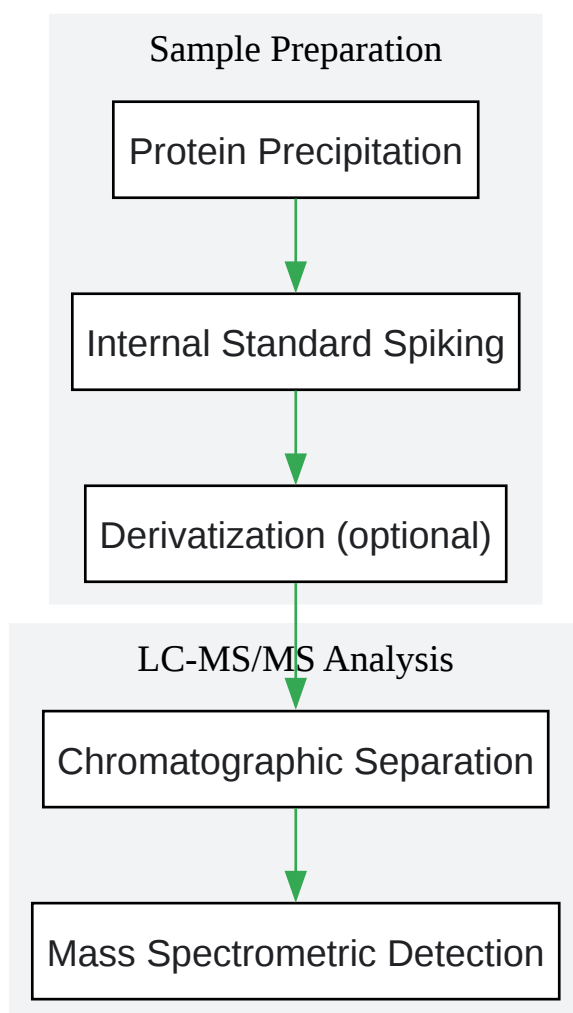 Sample Preparation
Protein Precipitation
Internal Standard Spiking
Derivatization (optional)
LC-MS/MS Analysis
Chromatographic Separation
Mass Spectrometric Detection